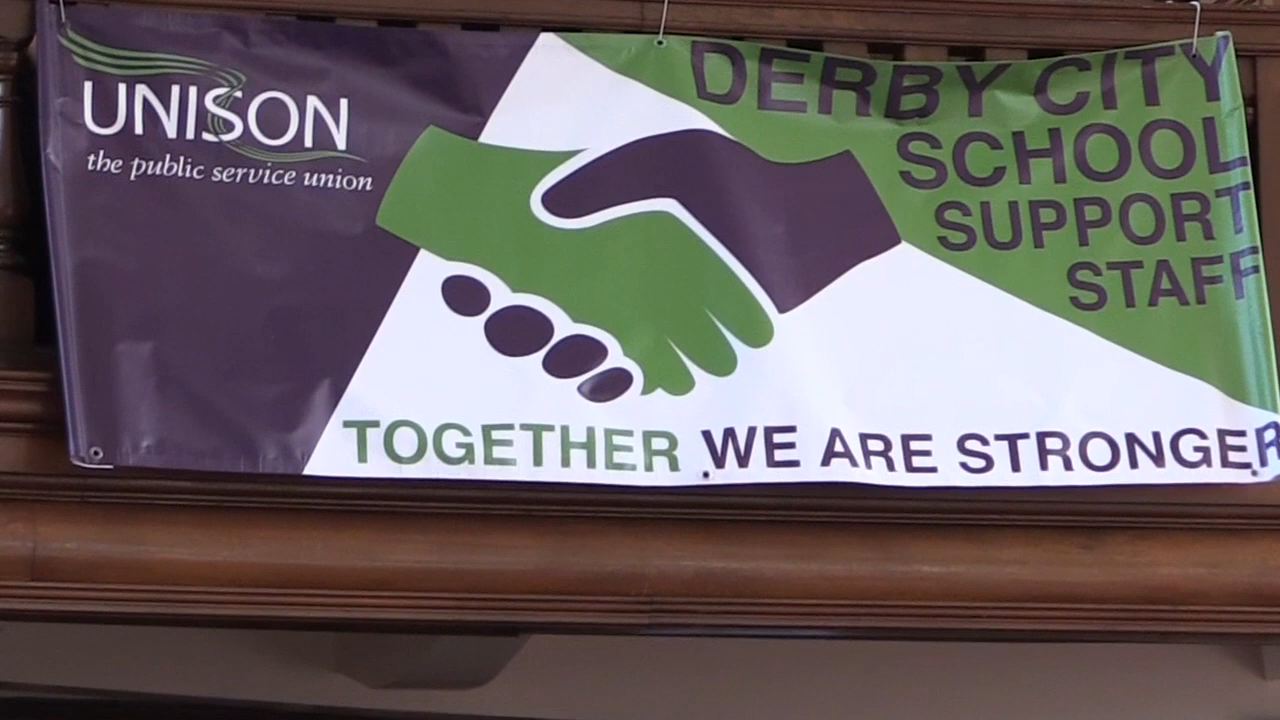 UNISON
the public service union
DERBY CITY
SCHOOL
SUPPORT
STAFF
TOGETHER WE ARE STRONGER